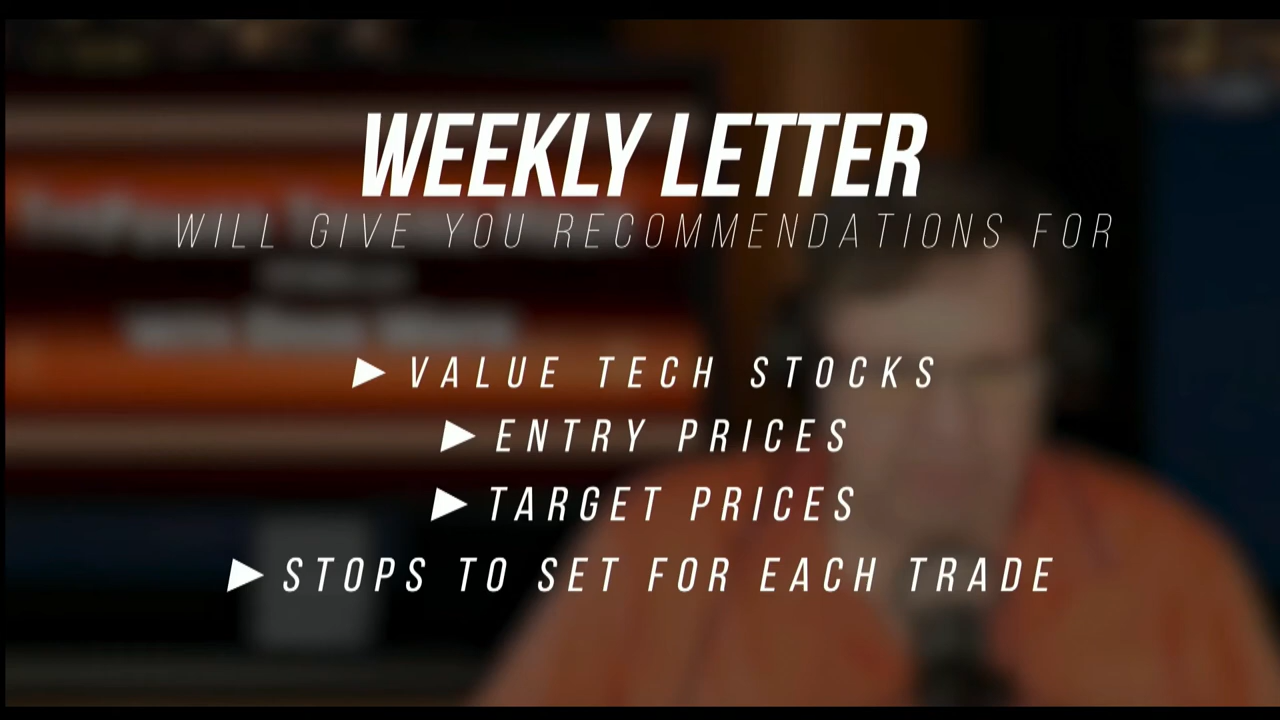 WEEKLY LETTER
WILL GIVE YOU RECOMMENDATIONS FOR
▶ VALUE TECH STOCKS
▶ ENTRY PRICES
▶ TARGET PRICES
▶ STOPS TO SET FOR EACH TRADE